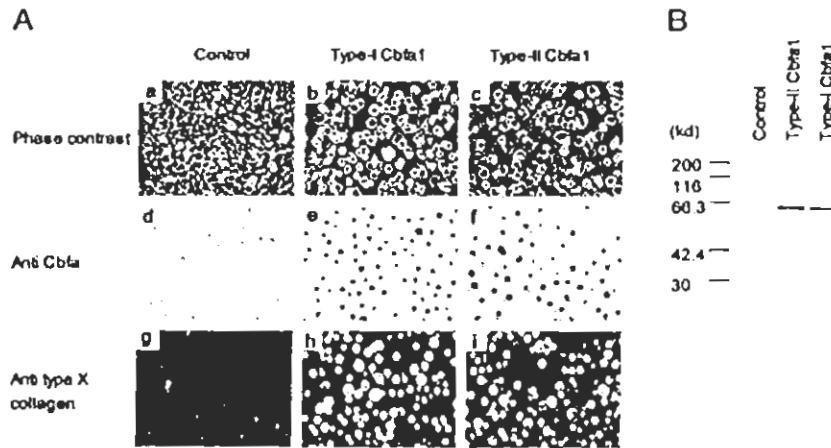 A
Control Type-I Cbfa1 Type-II Cbfa1
a b c
Phase contrast
d e f
Anti Cbfa
g h i
Anti type X
collagen
B
Control
Type-II Cbfa1
Type-I Cbfa1
(kd)
200
116
66.3
42.4
30